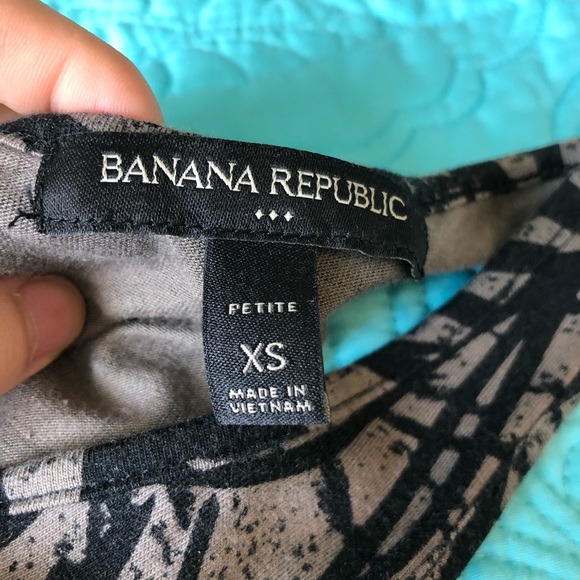 BANANA REPUBLIC
PETITE
XS
MADE IN
VIETNAM